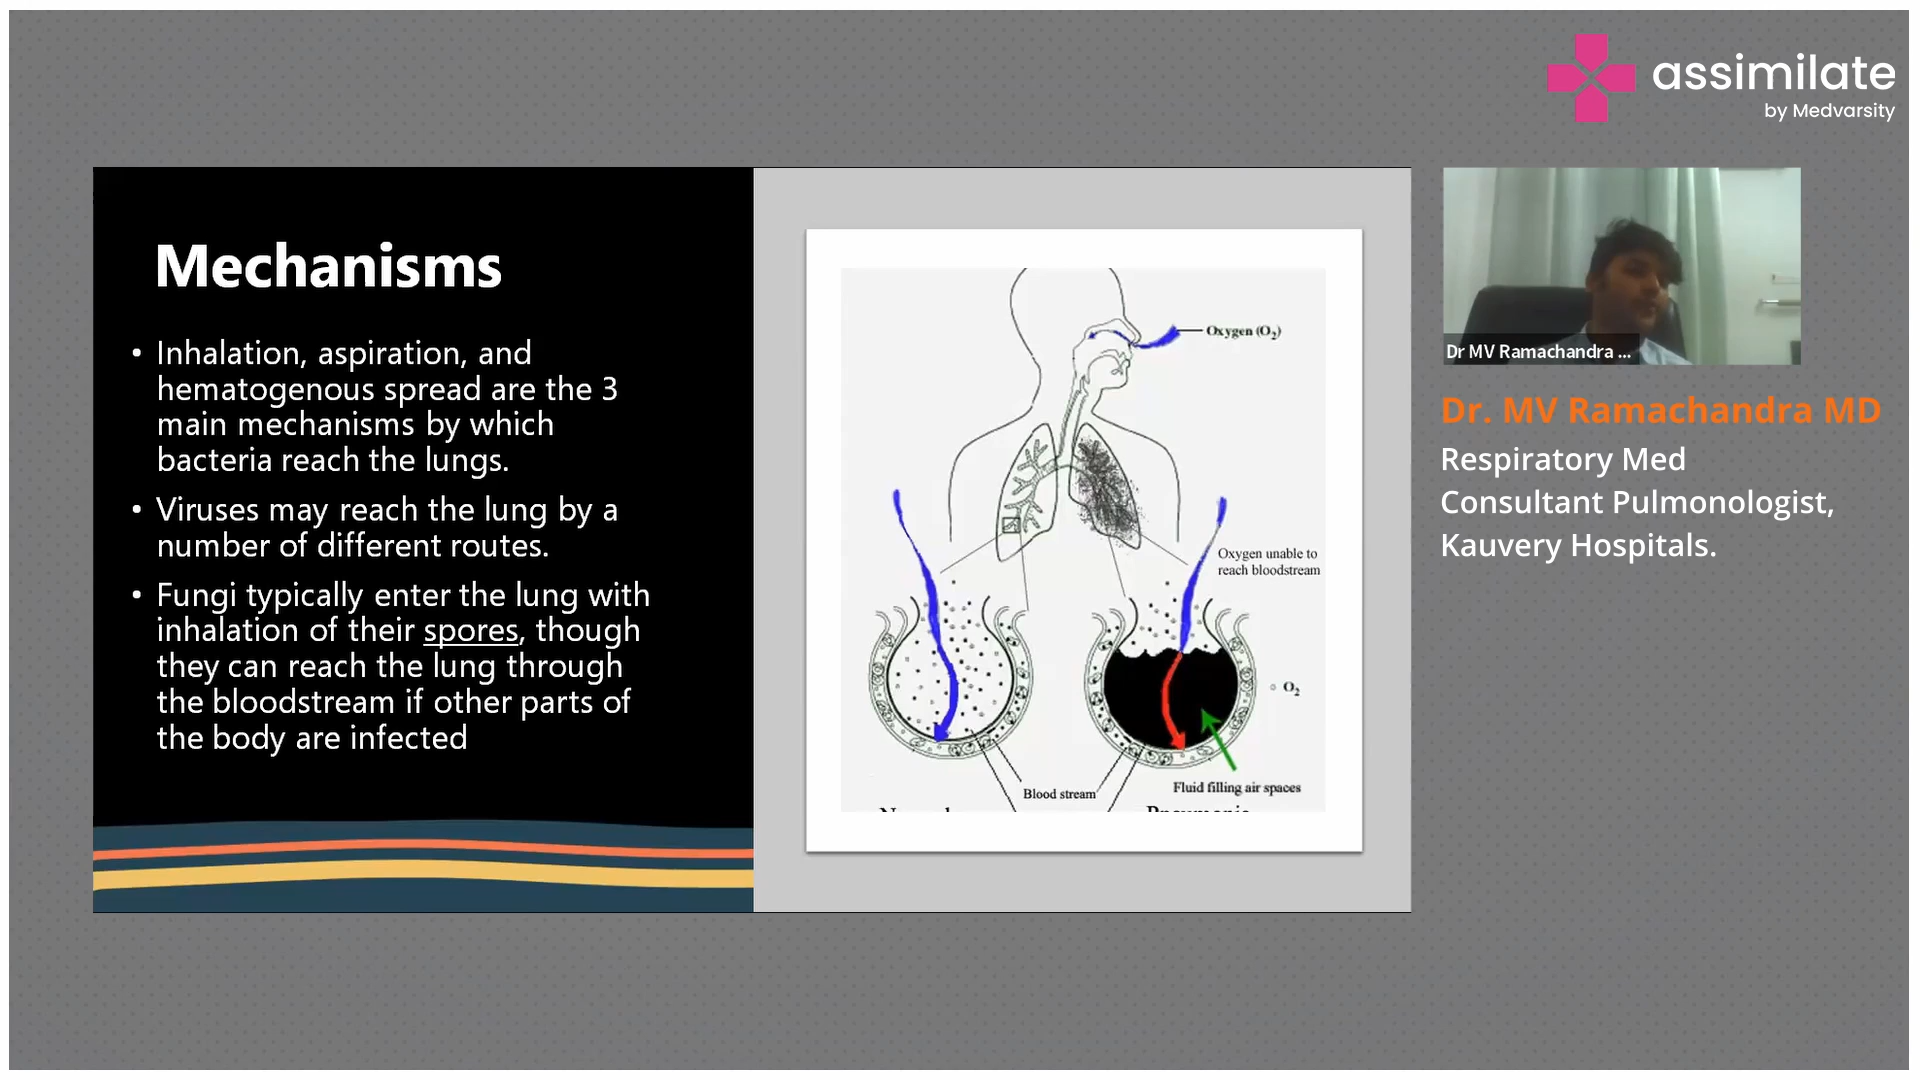 assimilate
by Medvarsity
Mechanisms
• Inhalation, aspiration, and
hematogenous spread are the 3
main mechanisms by which
bacteria reach the lungs.
• Viruses may reach the lung by a
number of different routes.
• Fungi typically enter the lung with
inhalation of their spores, though
they can reach the lung through
the bloodstream if other parts of
the body are infected
Oxygen (O₂)
Oxygen unable to
reach bloodstream
O₂
Blood stream
Fluid filling air spaces
Pneumonia
Dr MV Ramachandra ...
Dr. MV Ramachandra MD
Respiratory Med
Consultant Pulmonologist,
Kauvery Hospitals.